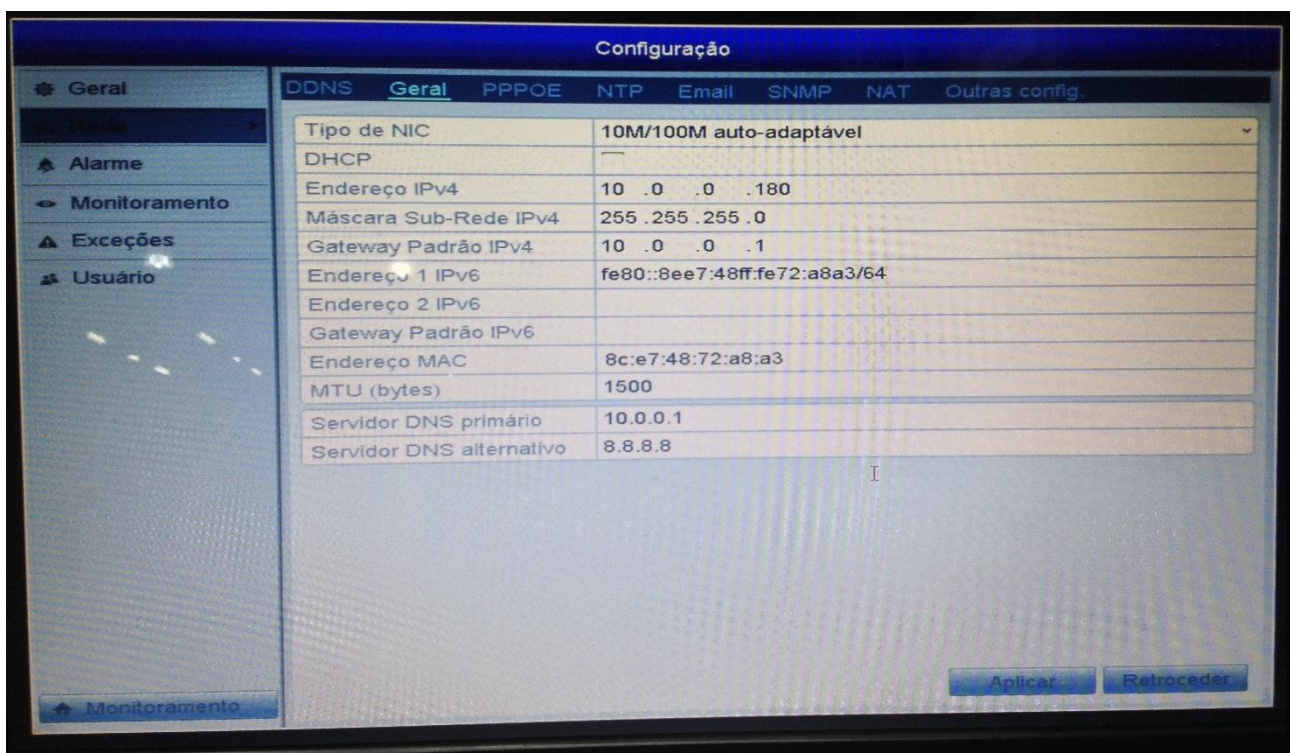 Configuração
Geral
Rede
Alarme
Monitoramento
Exceções
Usuário
DDNS Geral PPPOE NTP Email SNMP NAT Outras config.
Tipo de NIC 10M/100M auto-adaptável
DHCP
Endereço IPv4 10 .0 .0 .180
Máscara Sub-Rede IPv4 255 .255 .255 .0
Gateway Padrão IPv4 10 .0 .0 .1
Endereço 1 IPv6 fe80::8ee7:48ff:fe72:a8a3/64
Endereço 2 IPv6
Gateway Padrão IPv6
Endereço MAC 8c:e7:48:72:a8:a3
MTU (bytes) 1500
Servidor DNS primário 10.0.0.1
Servidor DNS alternativo 8.8.8.8
Aplicar Retroceder
Monitoramento